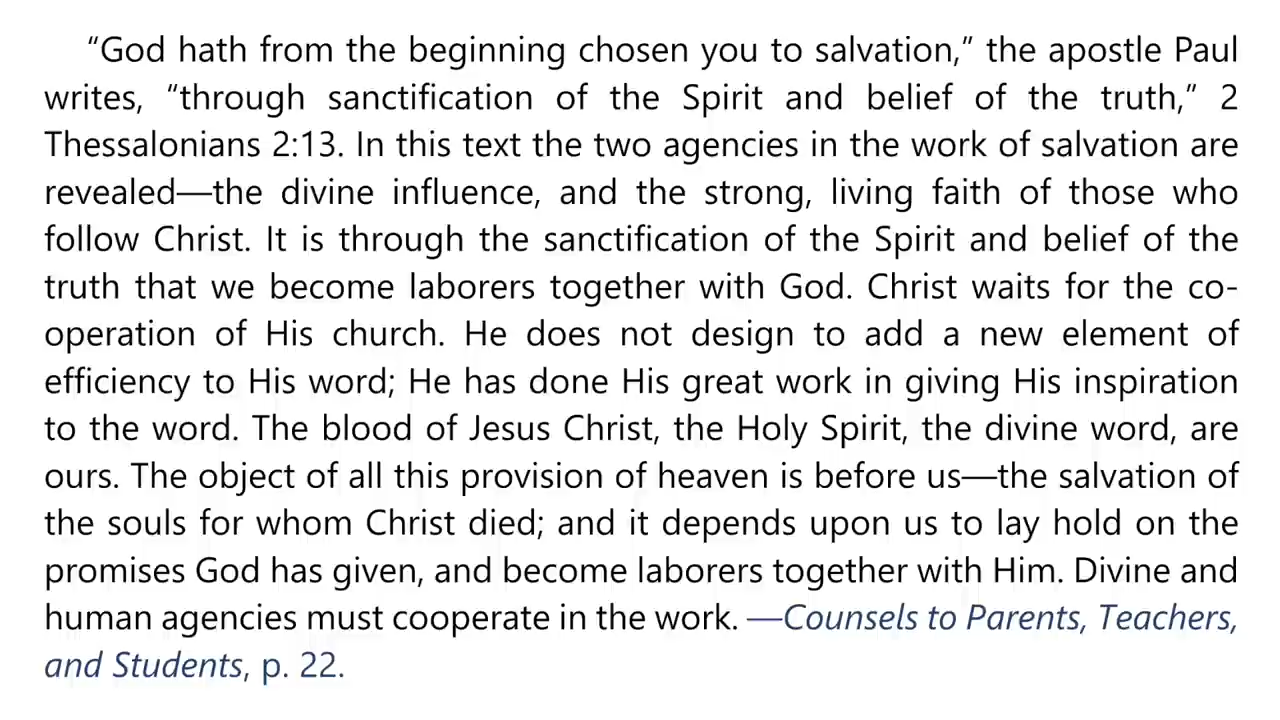 “God hath from the beginning chosen you to salvation,” the apostle Paul
writes, “through sanctification of the Spirit and belief of the truth,” 2
Thessalonians 2:13. In this text the two agencies in the work of salvation are
revealed—the divine influence, and the strong, living faith of those who
follow Christ. It is through the sanctification of the Spirit and belief of the
truth that we become laborers together with God. Christ waits for the co-
operation of His church. He does not design to add a new element of
efficiency to His word; He has done His great work in giving His inspiration
to the word. The blood of Jesus Christ, the Holy Spirit, the divine word, are
ours. The object of all this provision of heaven is before us—the salvation of
the souls for whom Christ died; and it depends upon us to lay hold on the
promises God has given, and become laborers together with Him. Divine and
human agencies must cooperate in the work. —Counsels to Parents, Teachers,
and Students, p. 22.